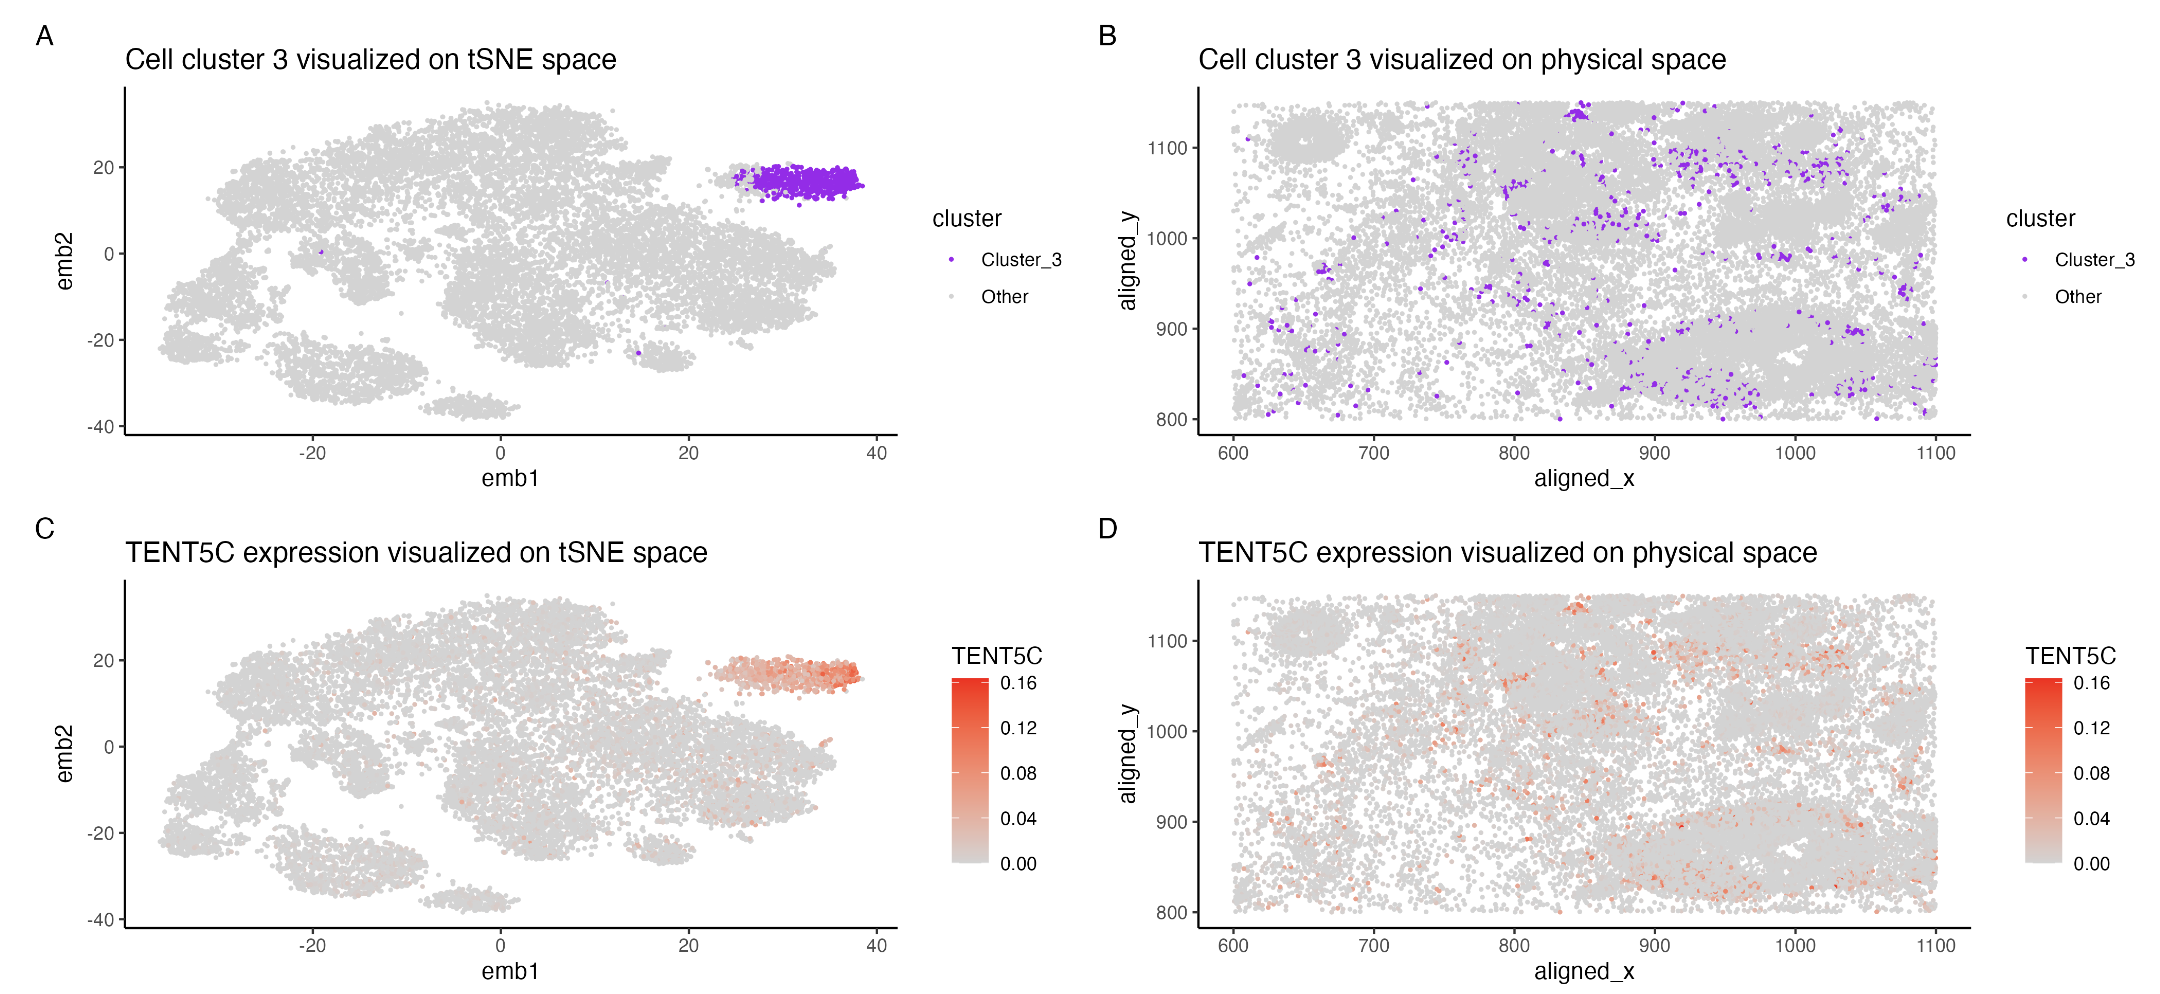 A
Cell cluster 3 visualized on tSNE space
20
0
-20
-40
emb2
-20 0 20 40
emb1
cluster
Cluster_3
Other
B
Cell cluster 3 visualized on physical space
1100
1000
900
800
aligned_y
600 700 800 900 1000 1100
aligned_x
cluster
Cluster_3
Other
C
TENT5C expression visualized on tSNE space
20
0
-20
-40
emb2
-20 0 20 40
emb1
TENT5C
0.16
0.12
0.08
0.04
0.00
D
TENT5C expression visualized on physical space
1100
1000
900
800
aligned_y
600 700 800 900 1000 1100
aligned_x
TENT5C
0.16
0.12
0.08
0.04
0.00